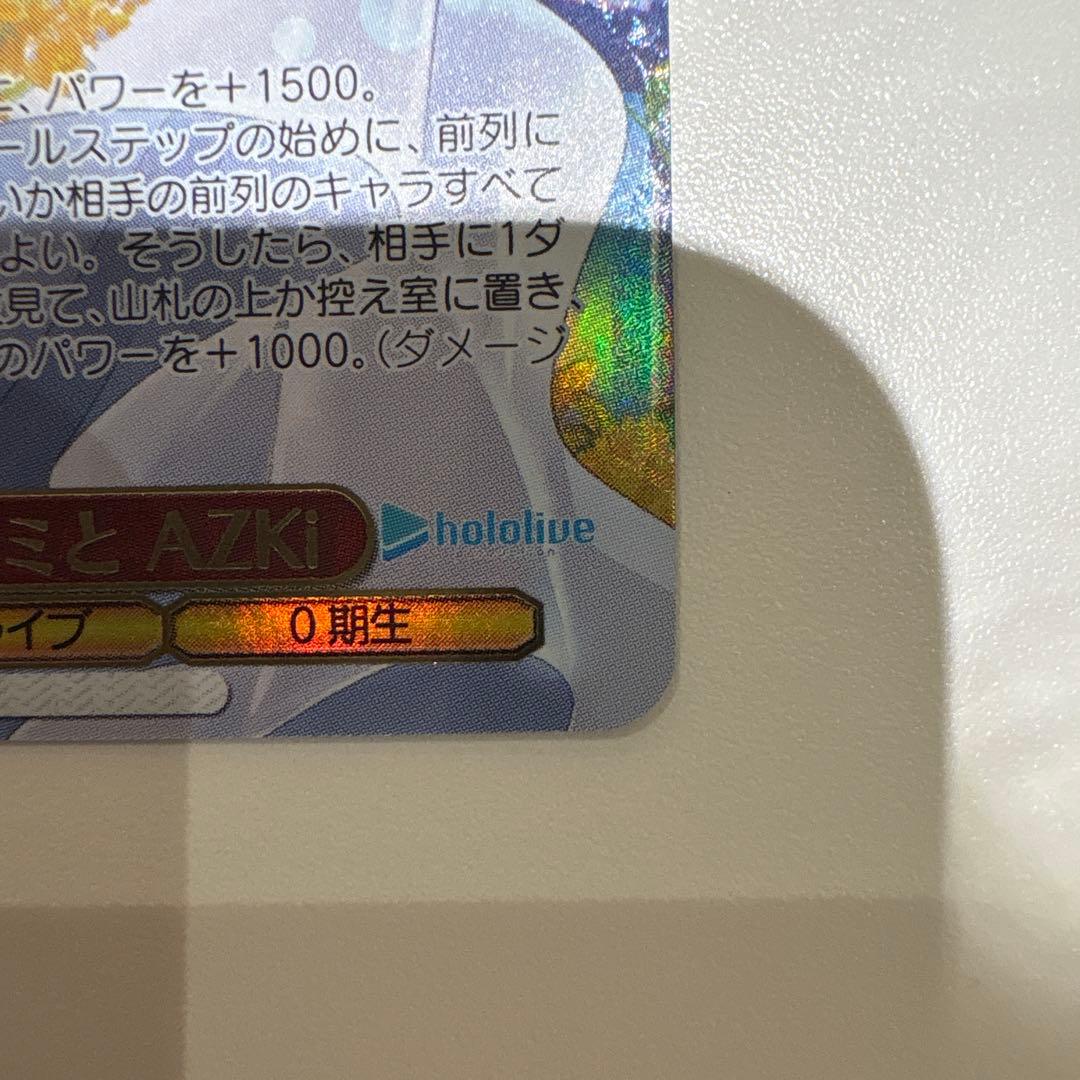 に、パワーを+1500。
ールステップの始めに、前列に
いか相手の前列のキャラすべて
よい。そうしたら、相手に1ダ
見て、山札の上か控え室に置き、
のパワーを+1000。(ダメージ
ミと AZKi
hololive
ライブ
0期生